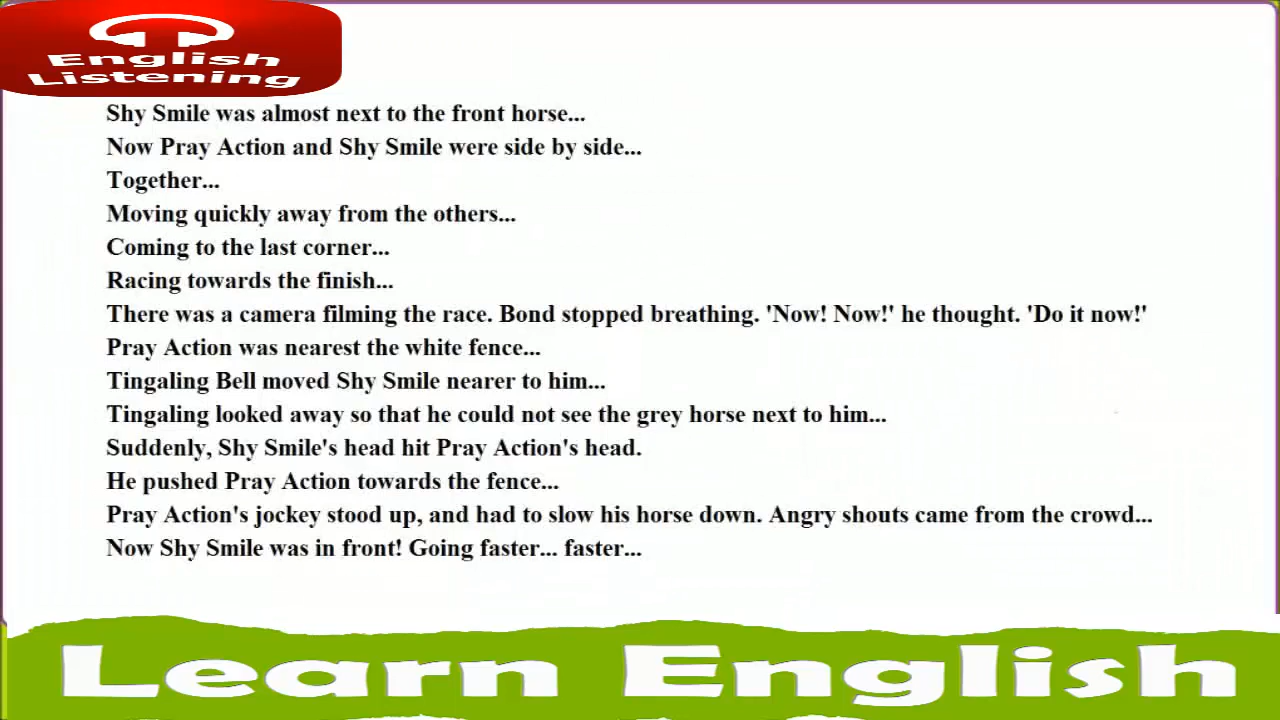 English
Listening
Shy Smile was almost next to the front horse...
Now Pray Action and Shy Smile were side by side...
Together...
Moving quickly away from the others...
Coming to the last corner...
Racing towards the finish...
There was a camera filming the race. Bond stopped breathing. 'Now! Now!' he thought. 'Do it now!'
Pray Action was nearest the white fence...
Tingaling Bell moved Shy Smile nearer to him...
Tingaling looked away so that he could not see the grey horse next to him...
Suddenly, Shy Smile's head hit Pray Action's head.
He pushed Pray Action towards the fence...
Pray Action's jockey stood up, and had to slow his horse down. Angry shouts came from the crowd...
Now Shy Smile was in front! Going faster... faster...
Learn English